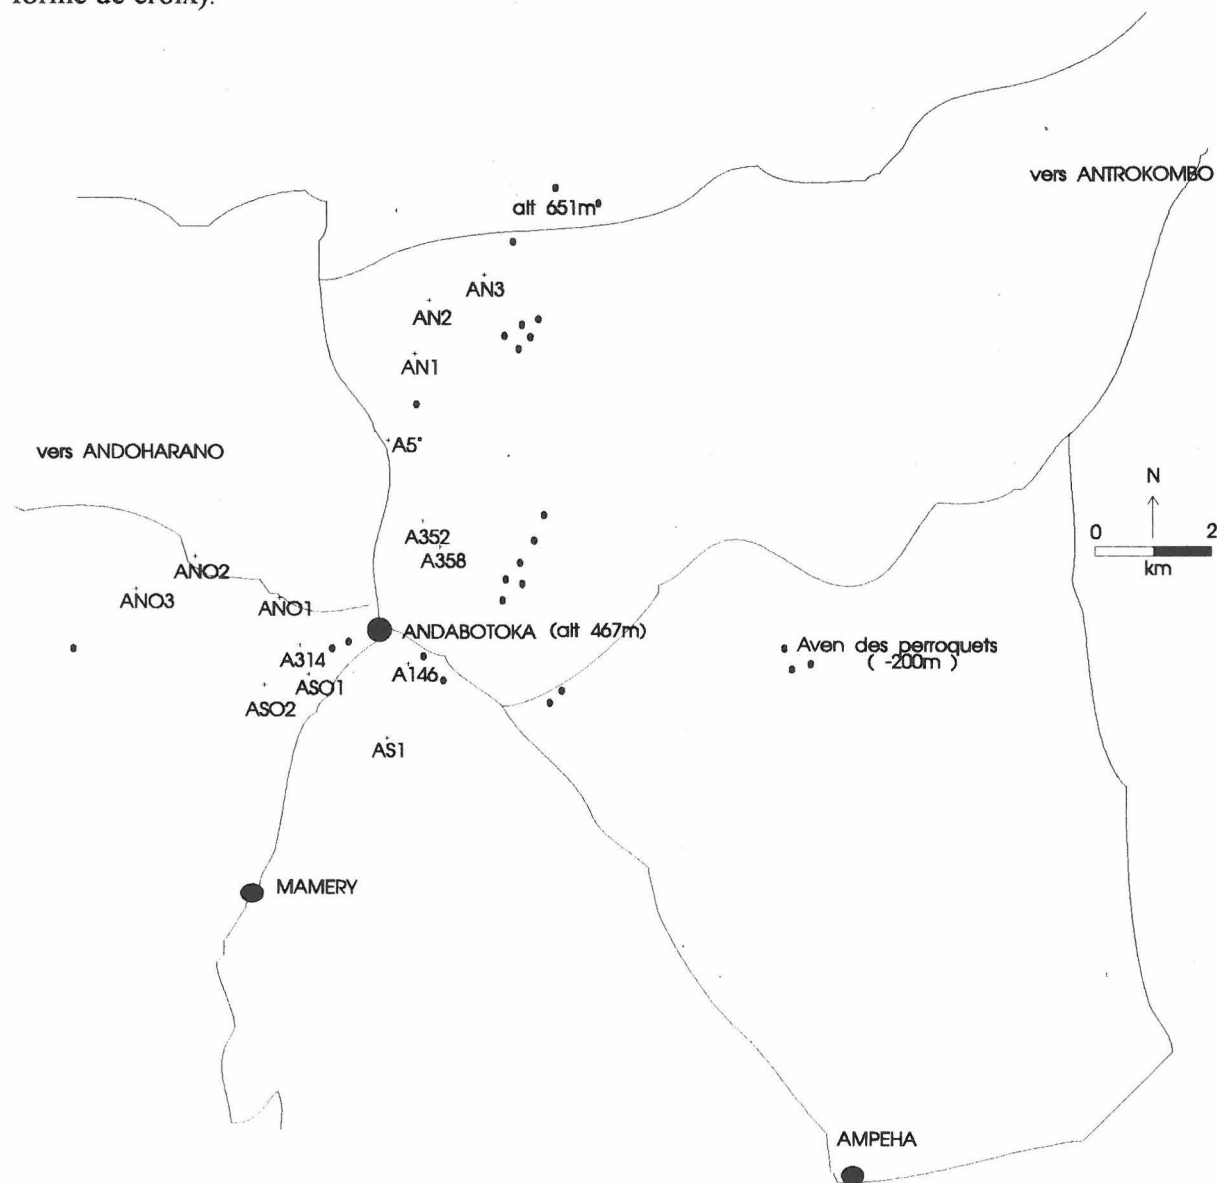 forme de croix).
vers ANTROKOMBO
alt 651m
AN3
AN2
AN1
A5
vers ANDOHARANO
N
A352
0 2
A358
km
ANO2
ANO3
ANO1
ANDABOTOKA (alt 467m)
Aven des perroquets
( -200m )
A314
A146
ASO1
ASO2
AS1
MAMERY
AMPEHA